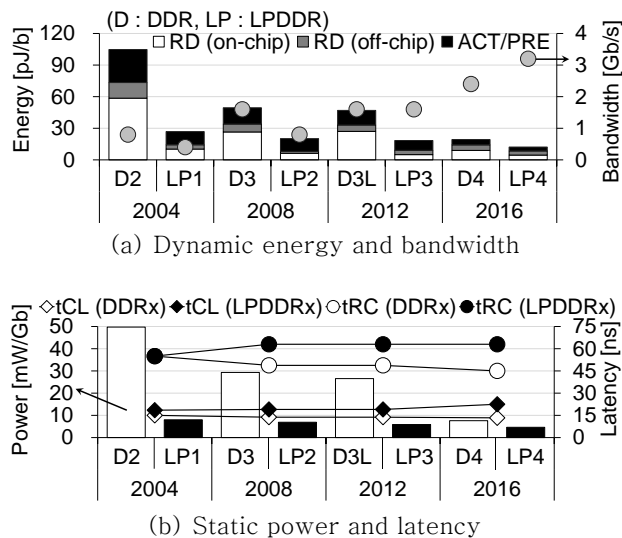 (D : DDR, LP : LPDDR)
RD (on-chip) RD (off-chip) ACT/PRE
Energy [pJ/b]
120
90
60
30
0
4
3
2
1
0
Bandwidth [Gb/s]
D2 LP1 D3 LP2 D3L LP3 D4 LP4
2004 2008 2012 2016
(a) Dynamic energy and bandwidth
tCL (DDRx) tCL (LPDDRx) tRC (DDRx) tRC (LPDDRx)
Power [mW/Gb]
50
40
30
20
10
0
75
60
45
30
15
0
Latency [ns]
D2 LP1 D3 LP2 D3L LP3 D4 LP4
2004 2008 2012 2016
(b) Static power and latency